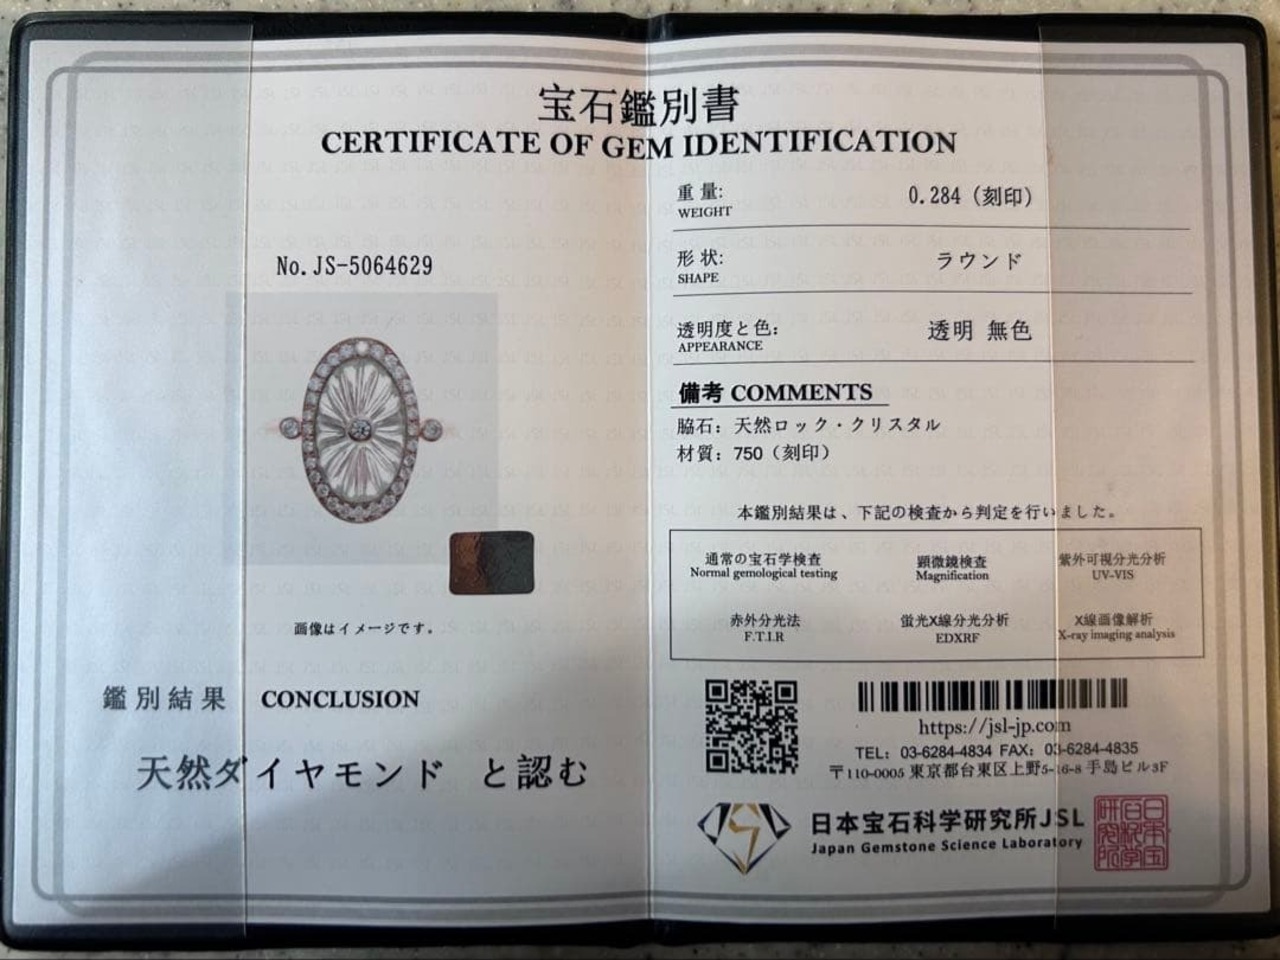 宝石鑑別書
CERTIFICATE OF GEM IDENTIFICATION
No. JS-5064629
画像はイメージです。
鑑別結果 CONCLUSION
天然ダイヤモンド と認む
重量: 0.284（刻印）
WEIGHT
形状: ラウンド
SHAPE
透明度と色: 透明 無色
APPEARANCE
備考 COMMENTS
脇石：天然ロック・クリスタル
材質：750（刻印）
本鑑別結果は、下記の検査から判定を行いました。
通常の宝石学検査 顕微鏡検査 紫外可視分光分析
Normal gemological testing Magnification UV-VIS
赤外分光法 蛍光X線分光分析 X線画像解析
F.T.I.R EDXRF X-ray imaging analysis
https://jsl-jp.com
TEL：03-6284-4834 FAX：03-6284-4835
〒110-0005 東京都台東区上野5-16-8 手島ビル3F
日本宝石科学研究所JSL
Japan Gemstone Science Laboratory